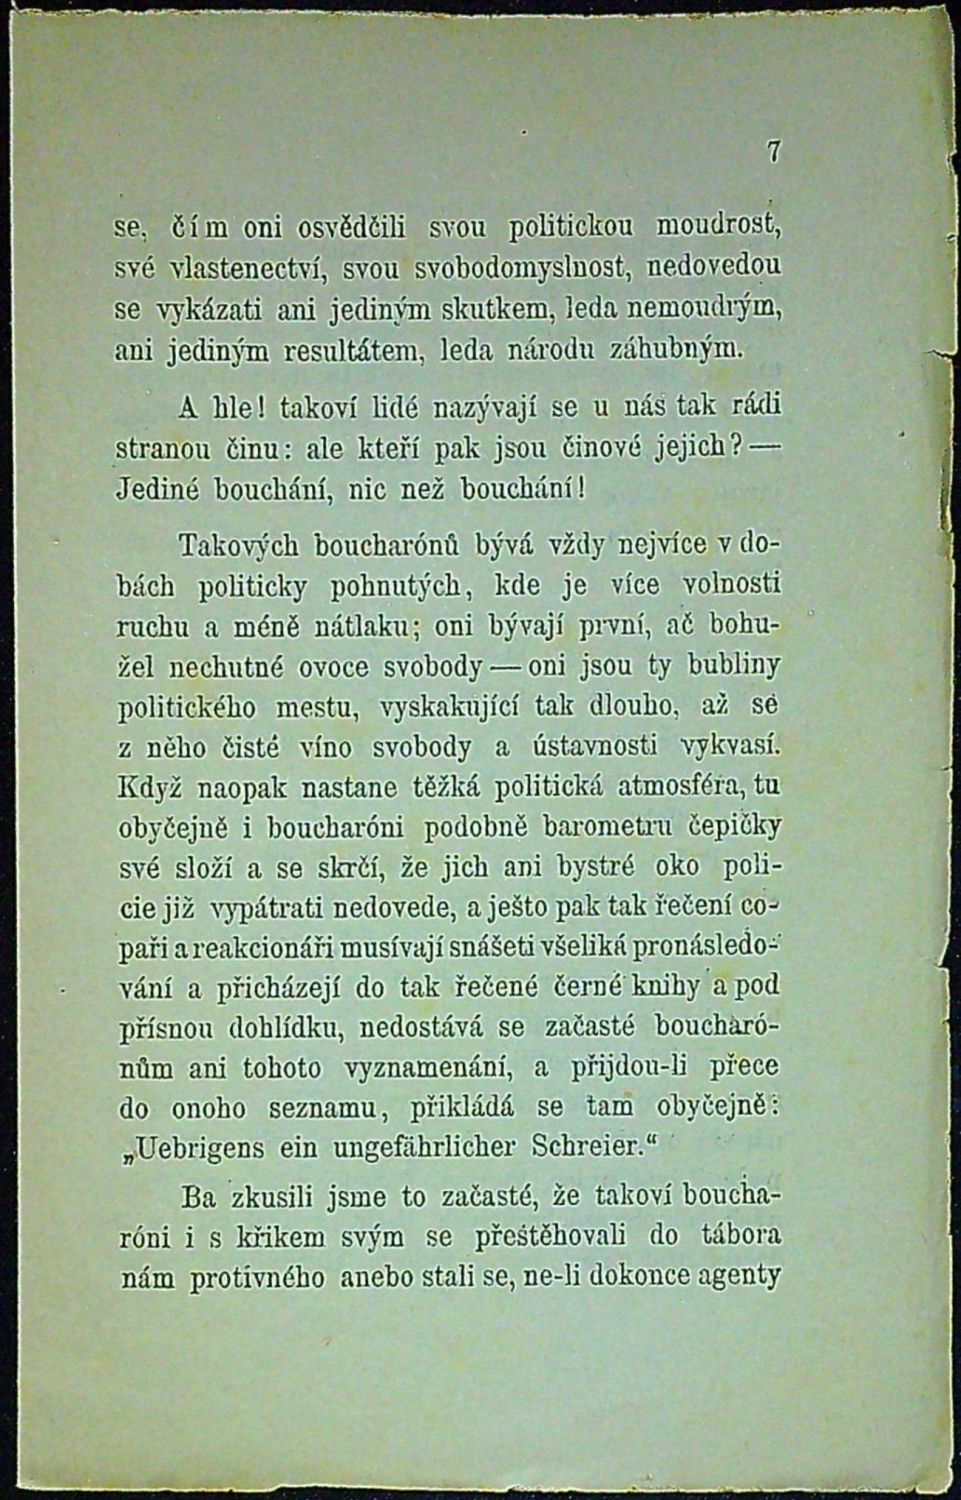 7
se, čím oni osvědčili svou politickou moudrost,
své vlastenectví, svou svobodomyslnost, nedovedou
se vykázati ani jediným skutkem, leda nemoudrým,
ani jediným resultátem, leda národu záhubným.
A hle! takoví lidé nazývají se u nás tak rádi
stranou činu: ale kteří pak jsou činové jejich? —
Jediné bouchání, nic než bouchání!
Takových boucharónů bývá vždy nejvíce v do-
bách politicky pohnutých, kde je více volnosti
ruchu a méně nátlaku; oni bývají první, ač bohu-
žel nechutné ovoce svobody — oni jsou ty bubliny
politického mestu, vyskakující tak dlouho, až se
z něho čisté víno svobody a ústavnosti vykvasí.
Když naopak nastane těžká politická atmosféra, tu
obyčejně i boucharóni podobně barometru čepičky
své složí a se skrčí, že jich ani bystré oko poli-
cie již vypátrati nedovede, a ješto pak tak řečení co-
paři a reakcionáři musívají snášeti všeliká pronásledo-
vání a přicházejí do tak řečené černé knihy a pod
přísnou dohlídku, nedostává se začasté boucharó-
nům ani tohoto vyznamenání, a přijdou-li přece
do onoho seznamu, přikládá se tam obyčejně:
„Uebrigens ein ungefährlicher Schreier.“
Ba zkusili jsme to začasté, že takoví boucha-
róni i s křikem svým se přestěhovali do tábora
nám protivného anebo stali se, ne-li dokonce agenty